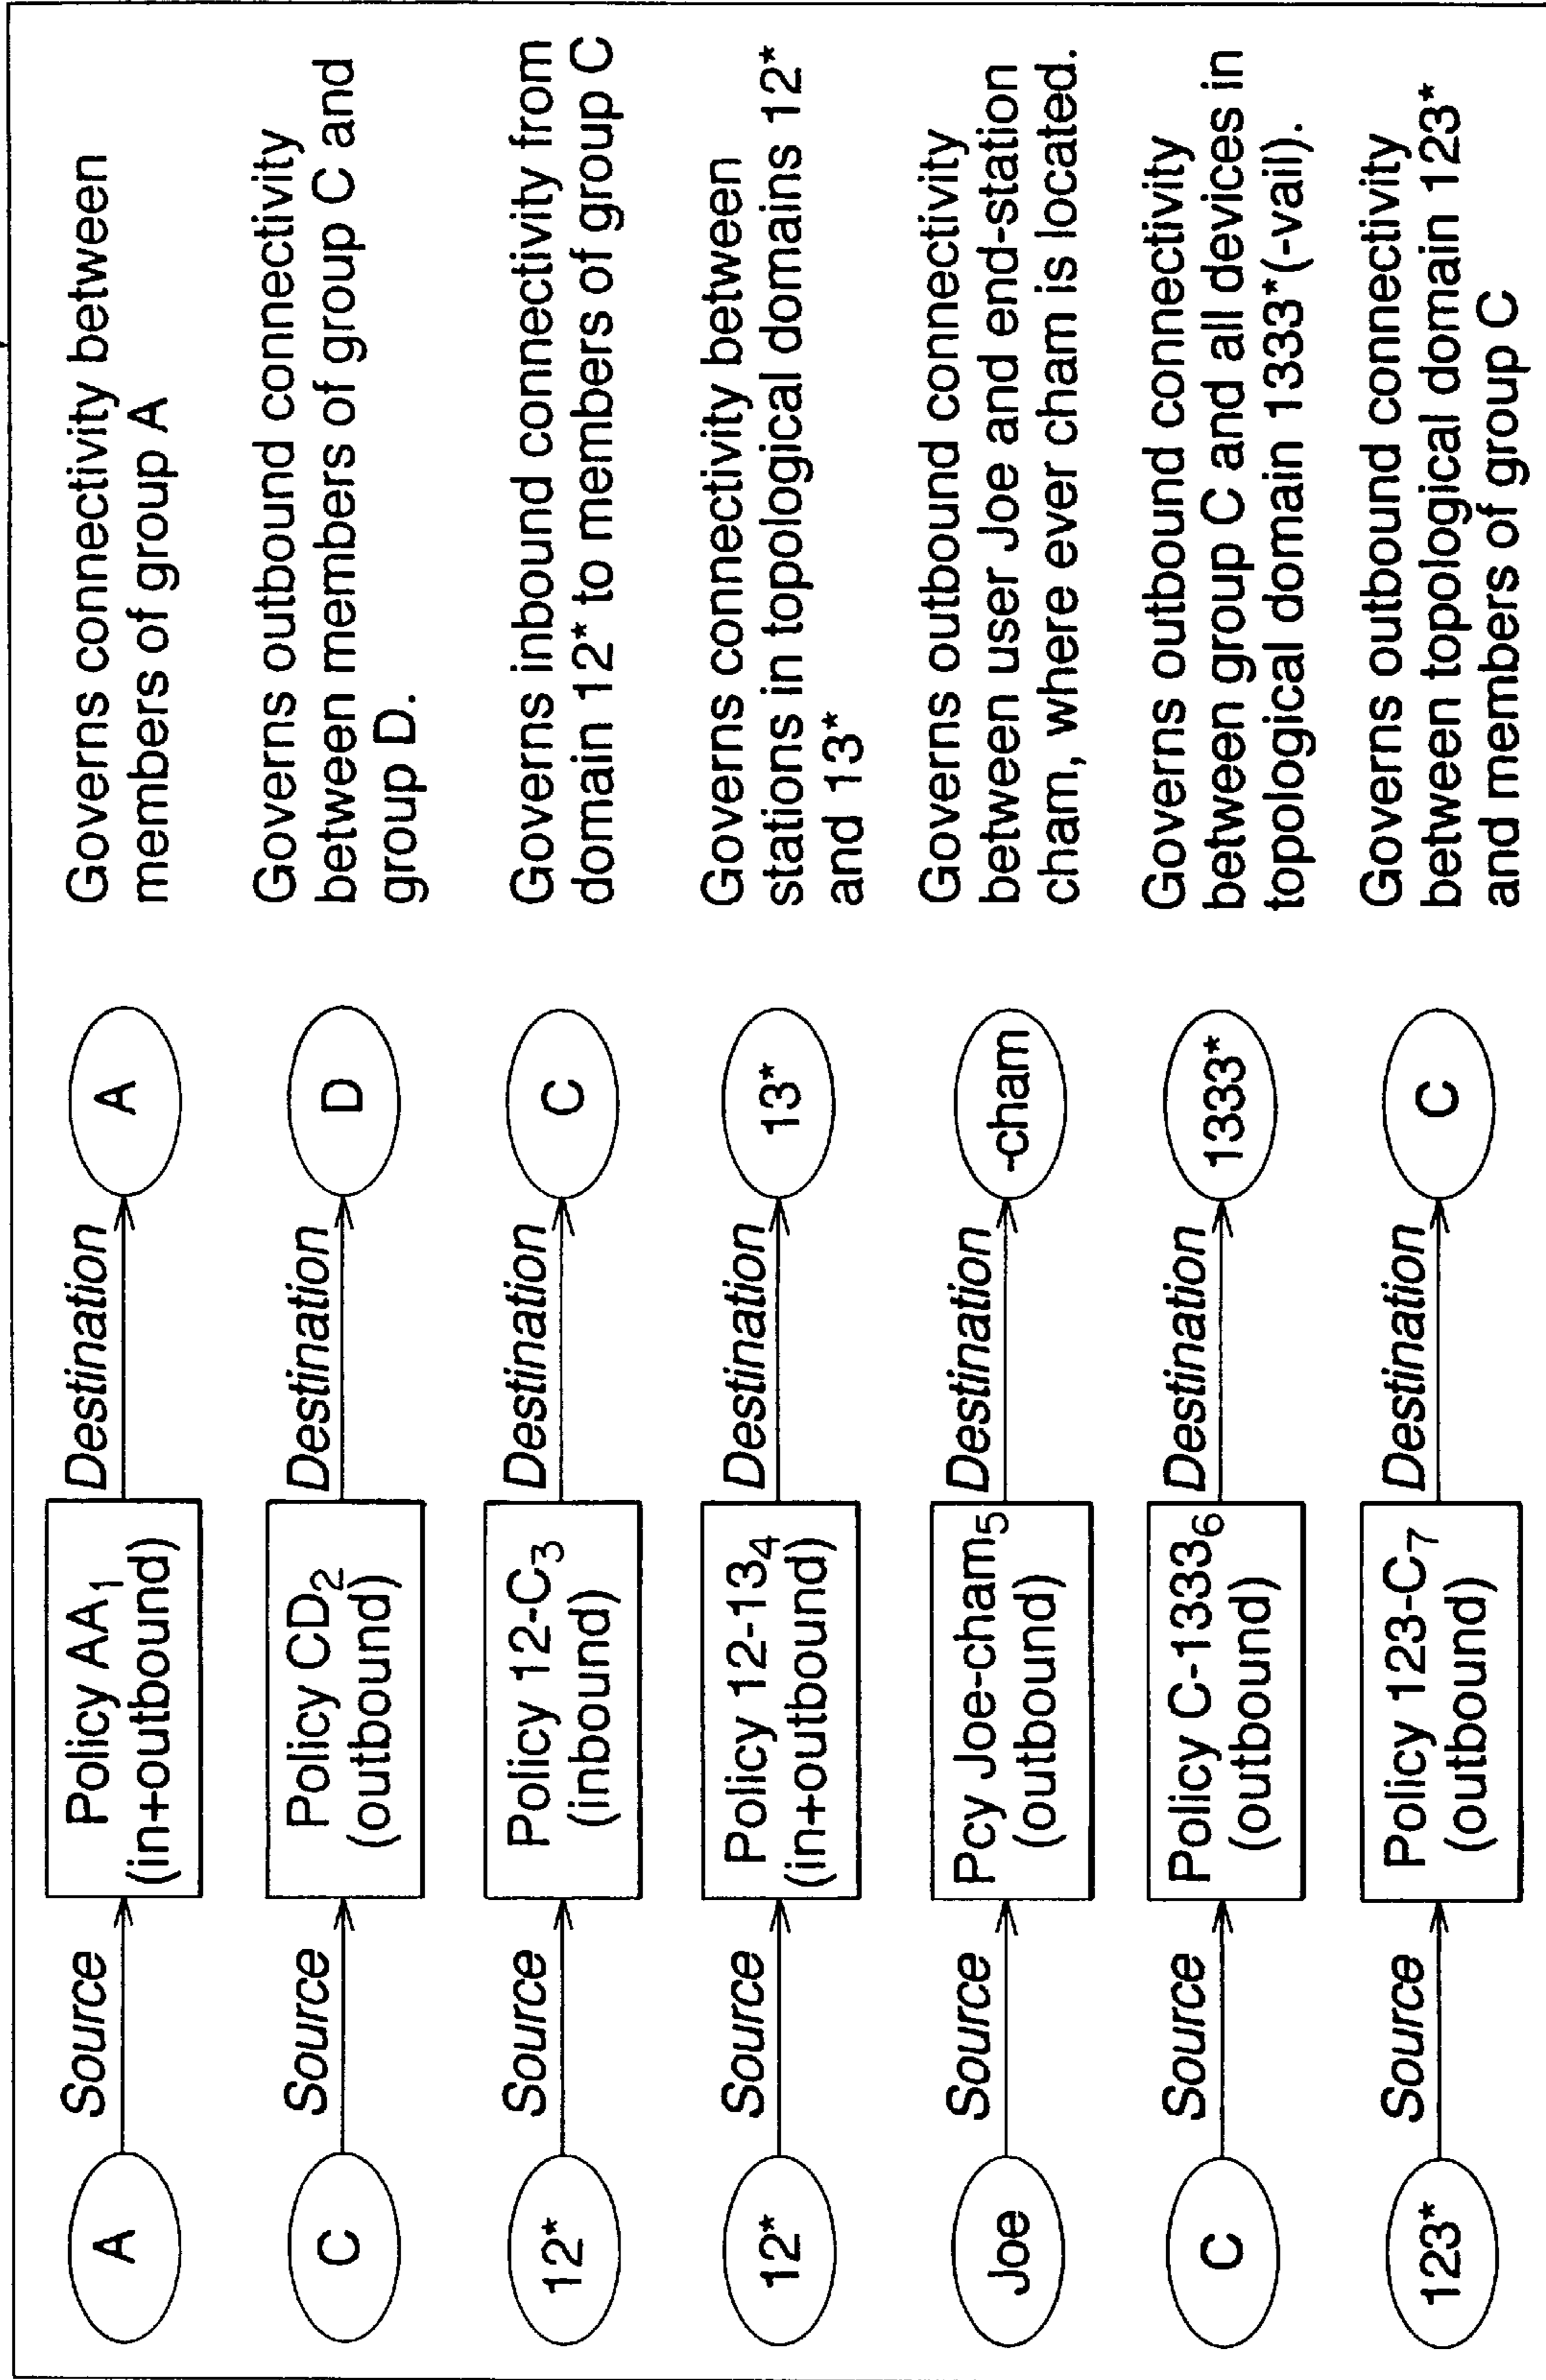 A
Source
Policy AA1
(in+outbound)
Destination
A
Governs connectivity between
members of group A
C
Source
Policy CD2
(outbound)
Destination
D
Governs outbound connectivity
between members of group C and
group D.
12*
Source
Policy 12-C3
(inbound)
Destination
C
Governs inbound connectivity from
domain 12* to members of group C
12*
Source
Policy 12-134
(in+outbound)
Destination
13*
Governs connectivity between
stations in topological domains 12*
and 13*
Joe
Source
Pcy Joe-cham5
(outbound)
Destination
-cham
Governs outbound connectivity
between user Joe and end-station
cham, where ever cham is located.
C
Source
Policy C-13336
(outbound)
Destination
1333*
Governs outbound connectivity
between group C and all devices in
topological domain 1333*(-vail).
123*
Source
Policy 123-C7
(outbound)
Destination
C
Governs outbound connectivity
between topological domain 123*
and members of group C